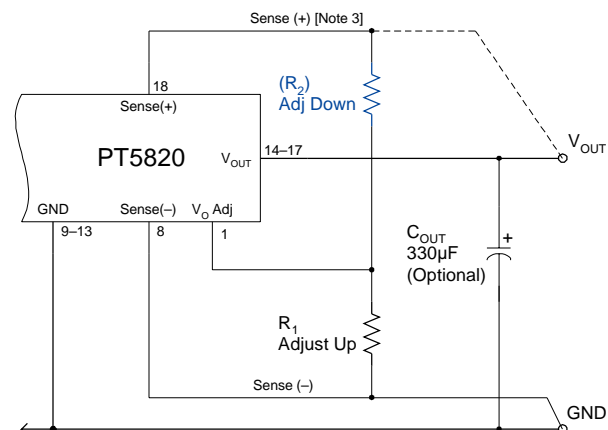 Sense (+) [Note 3]
18
(R2)
Adj Down
Sense(+)
PT5820
VOUT
14–17
VOUT
GND
Sense(–)
VO Adj
9–13
8
1
COUT
330µF
(Optional)
+
R1
Adjust Up
Sense (–)
GND